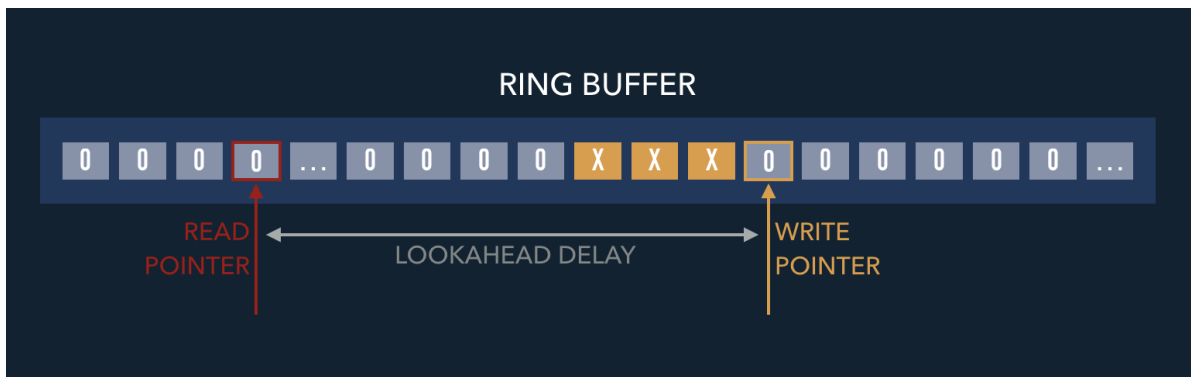 RING BUFFER
0 0 0 0 ... 0 0 0 0 X X X 0 0 0 0 0 0 ...
READ
POINTER
LOOKAHEAD DELAY
WRITE
POINTER